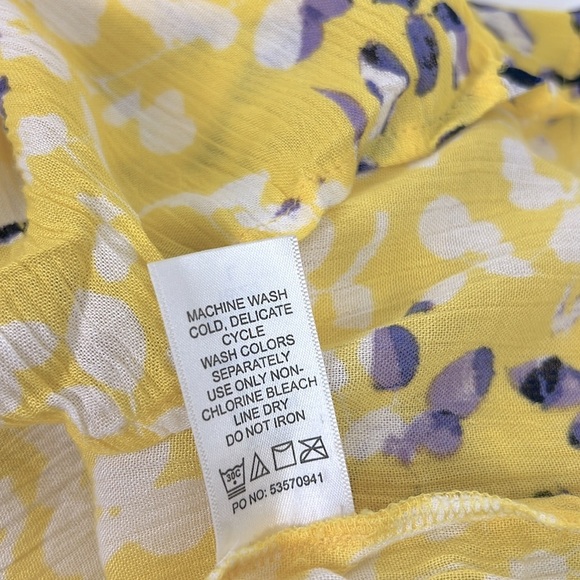 MACHINE WASH
COLD, DELICATE
CYCLE
WASH COLORS
SEPARATELY
USE ONLY NON-
CHLORINE BLEACH
LINE DRY
DO NOT IRON
30C
PO NO: 53570941